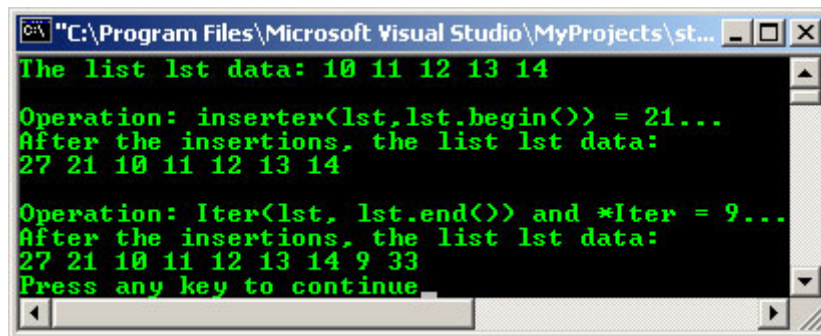 "C:\Program Files\Microsoft Visual Studio\MyProjects\st...
The list lst data: 10 11 12 13 14
Operation: inserter(lst,lst.begin()) = 21...
After the insertions, the list lst data:
27 21 10 11 12 13 14
Operation: Iter(lst, lst.end()) and *Iter = 9...
After the insertions, the list lst data:
27 21 10 11 12 13 14 9 33
Press any key to continue_